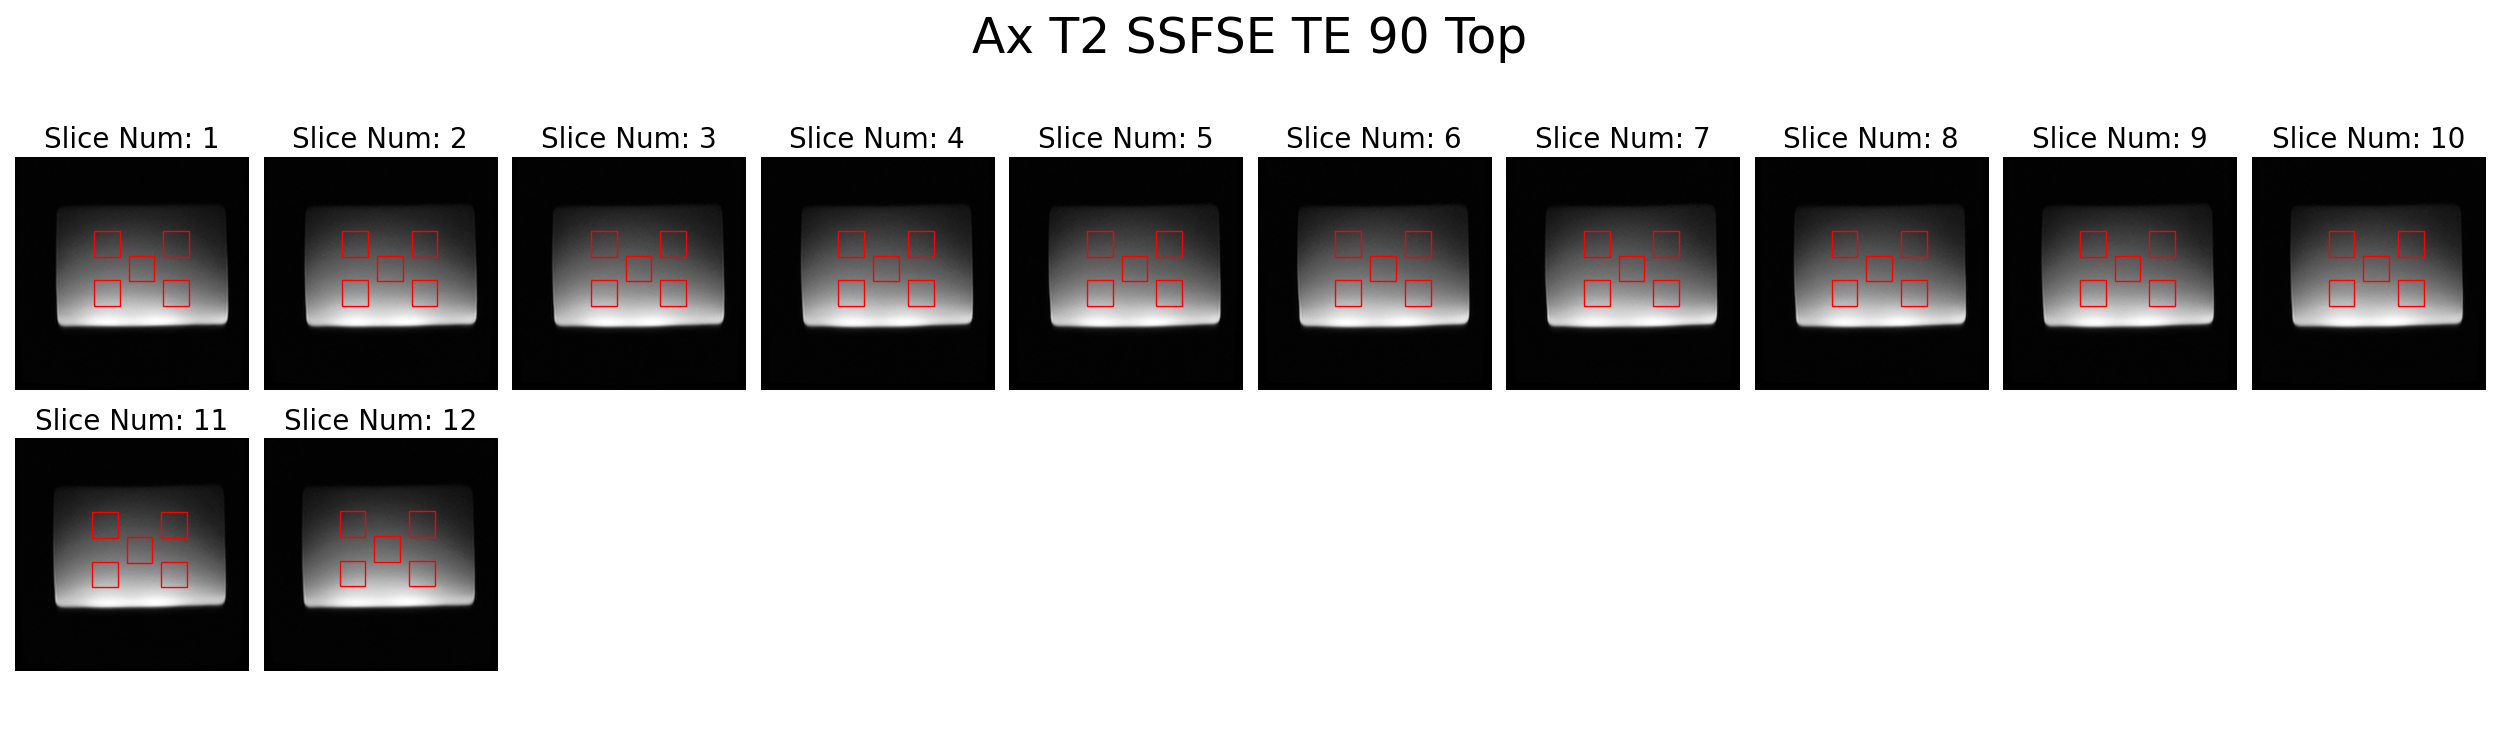 Ax T2 SSFSE TE 90 Top
Slice Num: 1
Slice Num: 2
Slice Num: 3
Slice Num: 4
Slice Num: 5
Slice Num: 6
Slice Num: 7
Slice Num: 8
Slice Num: 9
Slice Num: 10
Slice Num: 11
Slice Num: 12